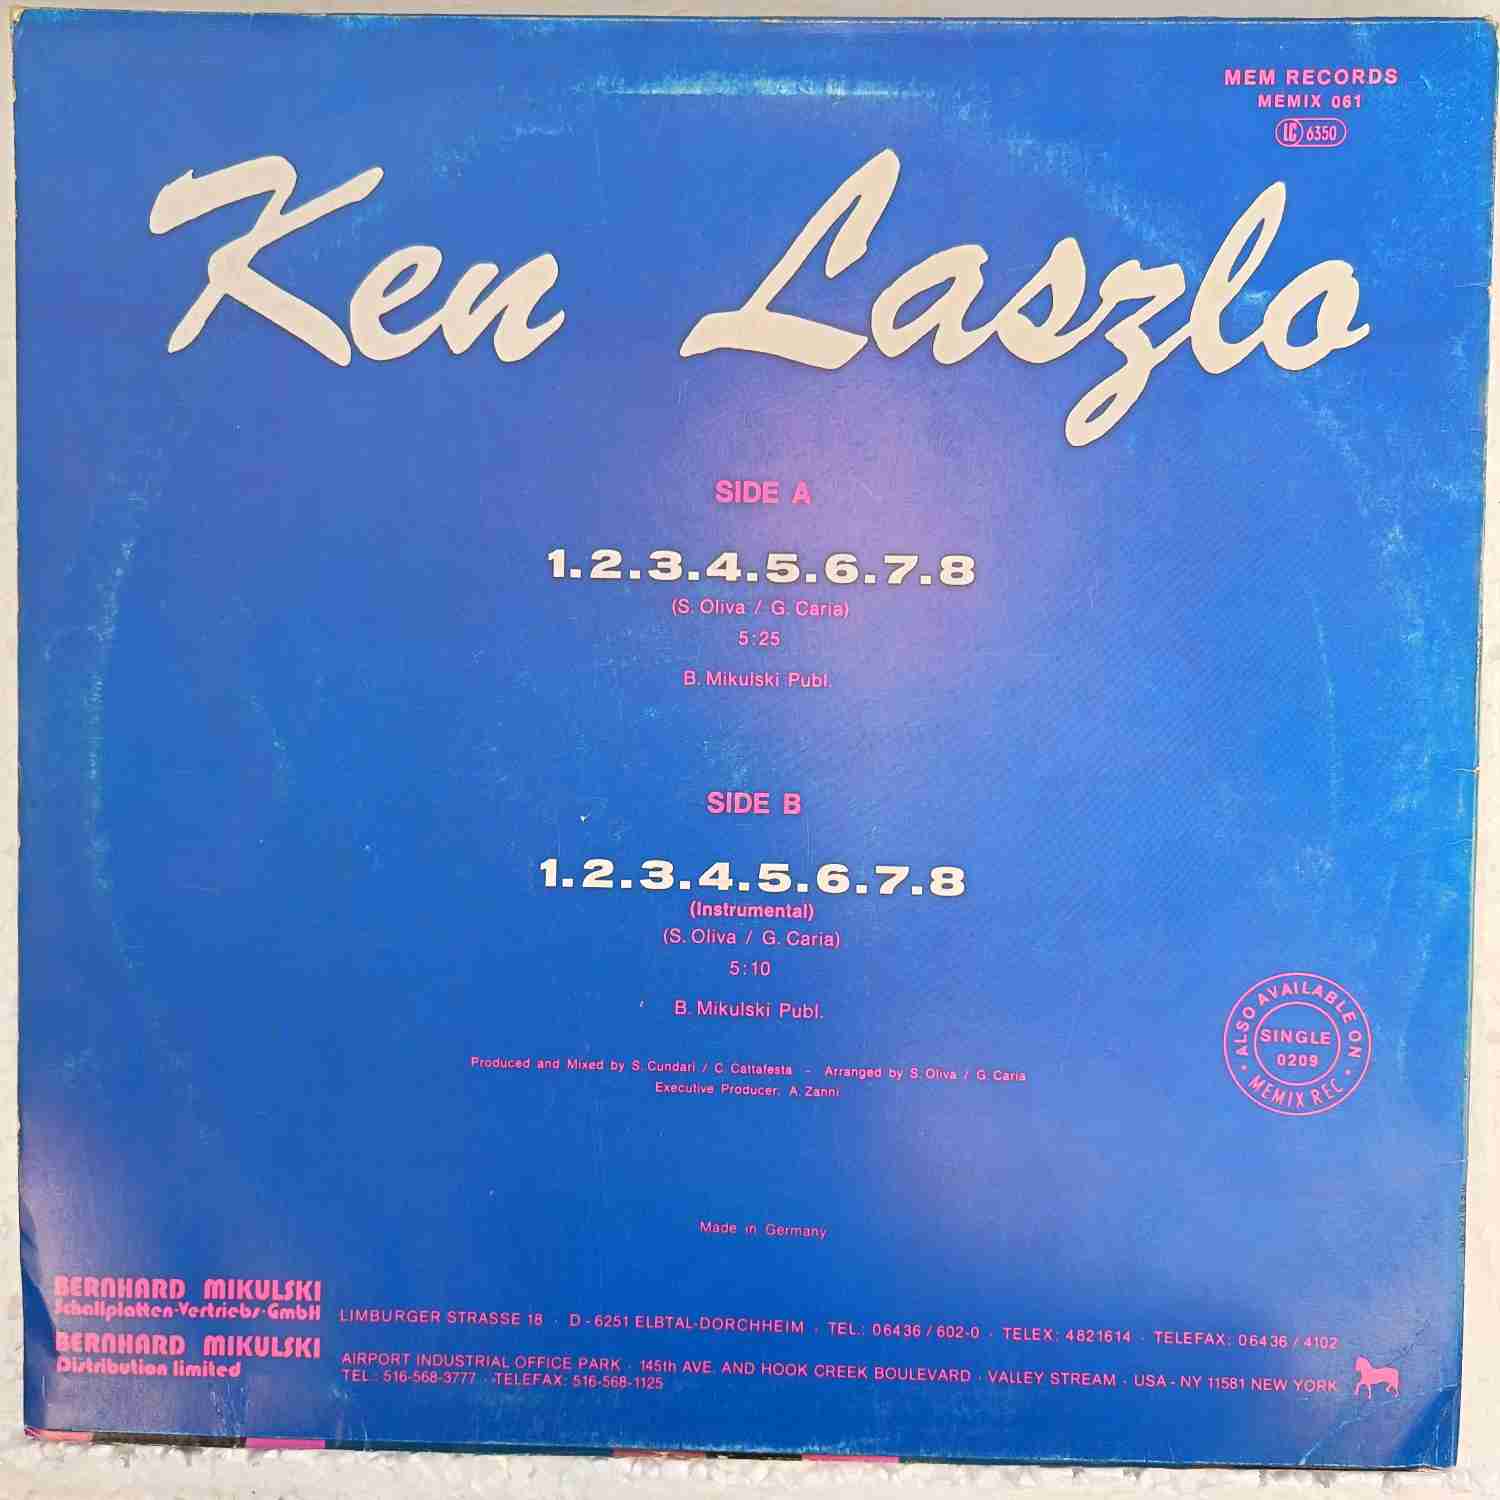 MEM RECORDS
MEMIX 061
LC 6350
Ken Laszlo
SIDE A
1.2.3.4.5.6.7.8
(S. Oliva / G. Caria)
5:25
B. Mikulski Publ.
SIDE B
1.2.3.4.5.6.7.8
(Instrumental)
(S. Oliva / G. Caria)
5:10
B. Mikulski Publ.
Produced and Mixed by S. Cundari / C. Cattafesta - Arranged by S. Oliva / G. Caria
Executive Producer: A. Zanni
ALSO AVAILABLE ON
SINGLE
0209
· MEMIX REC ·
Made in Germany
BERNHARD MIKULSKI
Schallplatten-Vertriebs-GmbH
LIMBURGER STRASSE 18 · D - 6251 ELBTAL-DORCHHEIM · TEL.: 06436 / 602-0 · TELEX: 4821614 · TELEFAX: 06436 / 4102
BERNHARD MIKULSKI
Distribution limited
AIRPORT INDUSTRIAL OFFICE PARK · 145th AVE. AND HOOK CREEK BOULEVARD · VALLEY STREAM · USA - NY 11581 NEW YORK
TEL.: 516-568-3777 · TELEFAX: 516-568-1125